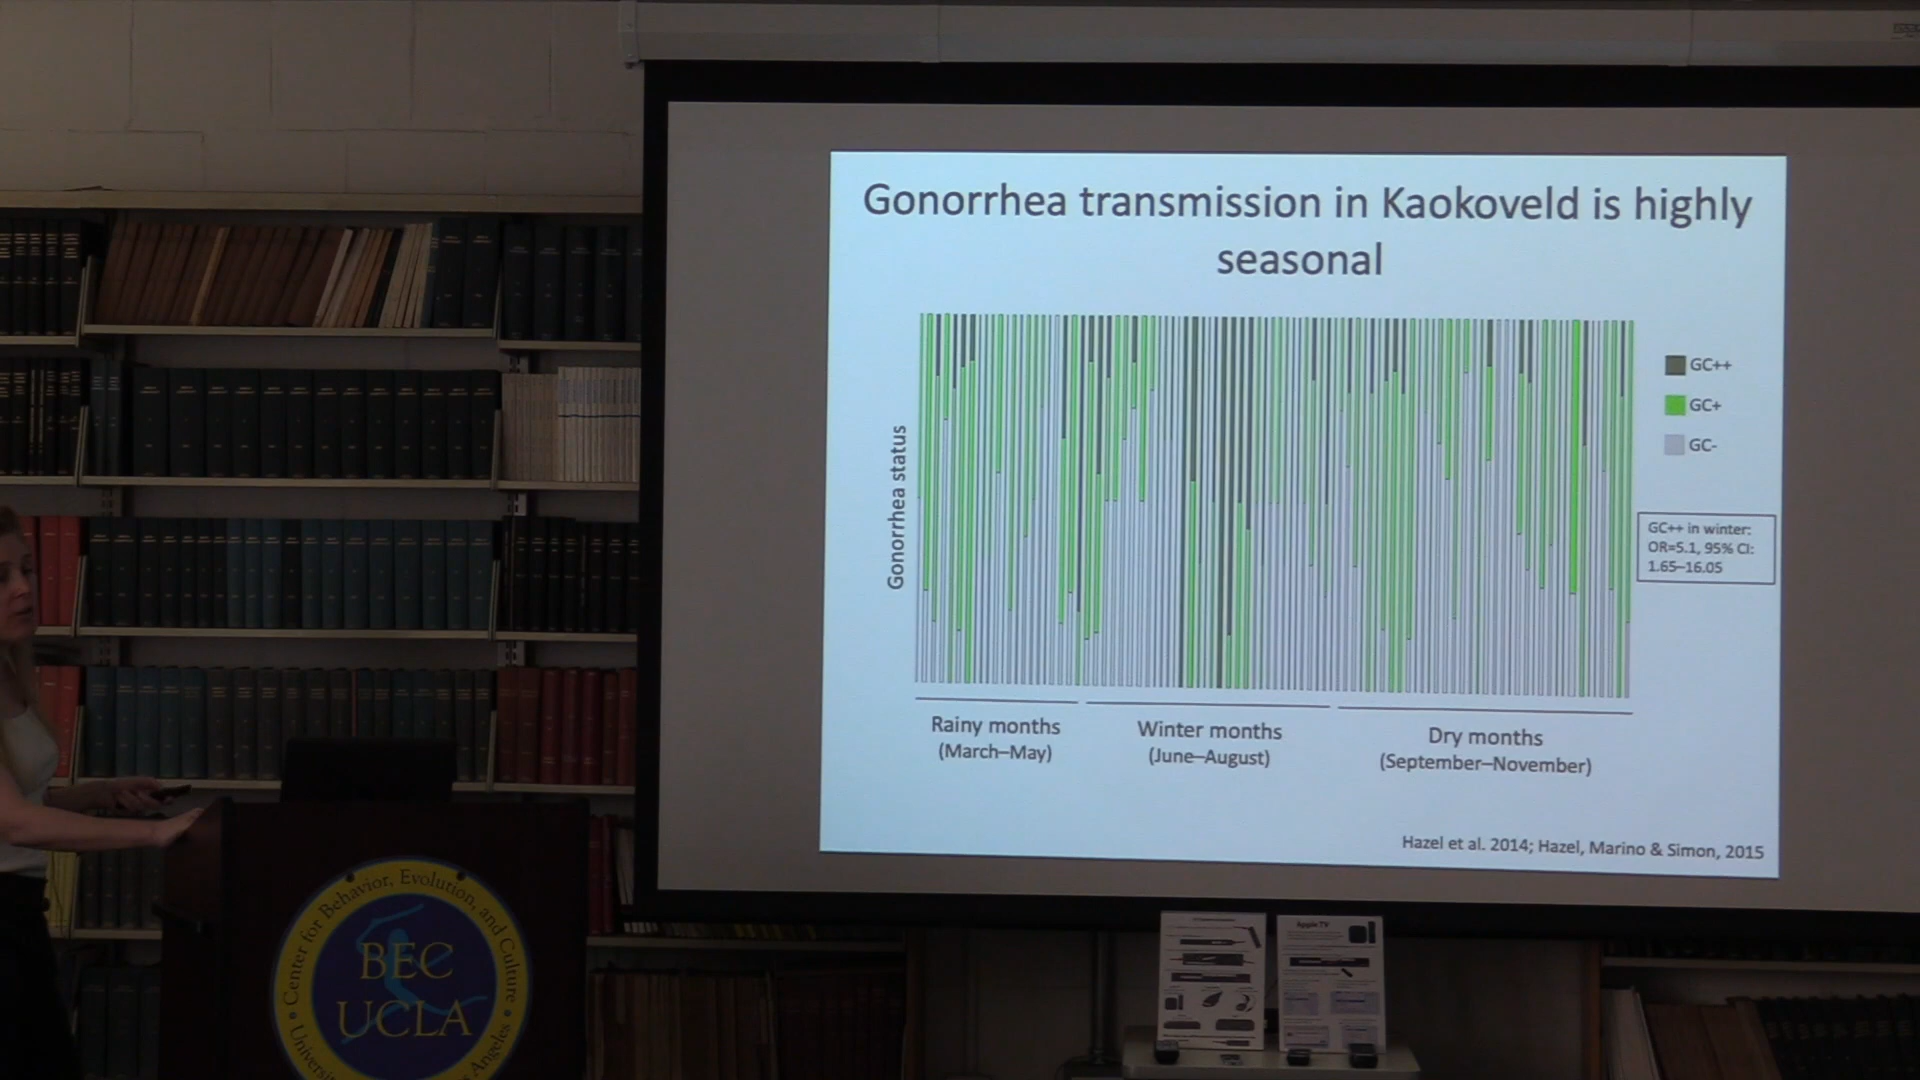 Gonorrhea transmission in Kaokoveld is highly
seasonal
Gonorrhea status
GC++
GC+
GC-
GC++ in winter:
OR=5.1, 95% CI:
1.65–16.05
Rainy months
(March–May)
Winter months
(June–August)
Dry months
(September–November)
Hazel et al. 2014; Hazel, Marino & Simon, 2015
Center for Behavior, Evolution, and Culture
BEC
UCLA
Apple TV